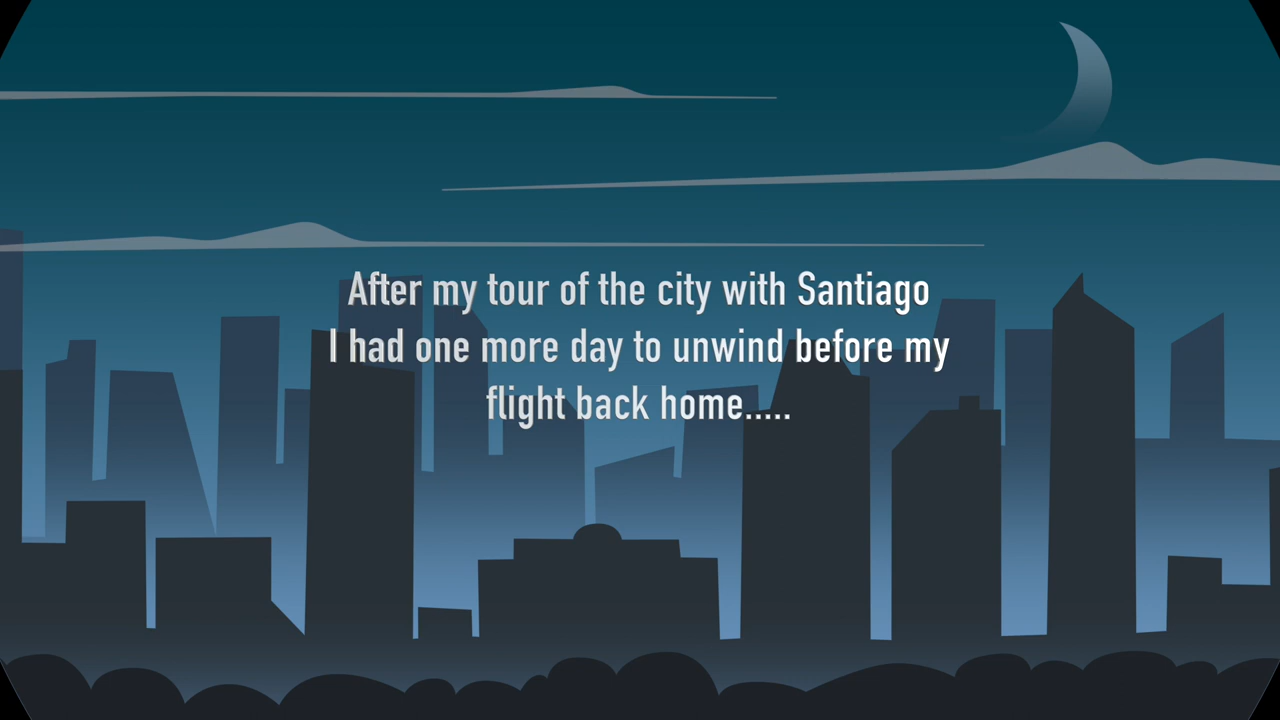 After my tour of the city with Santiago
I had one more day to unwind before my
flight back home.....